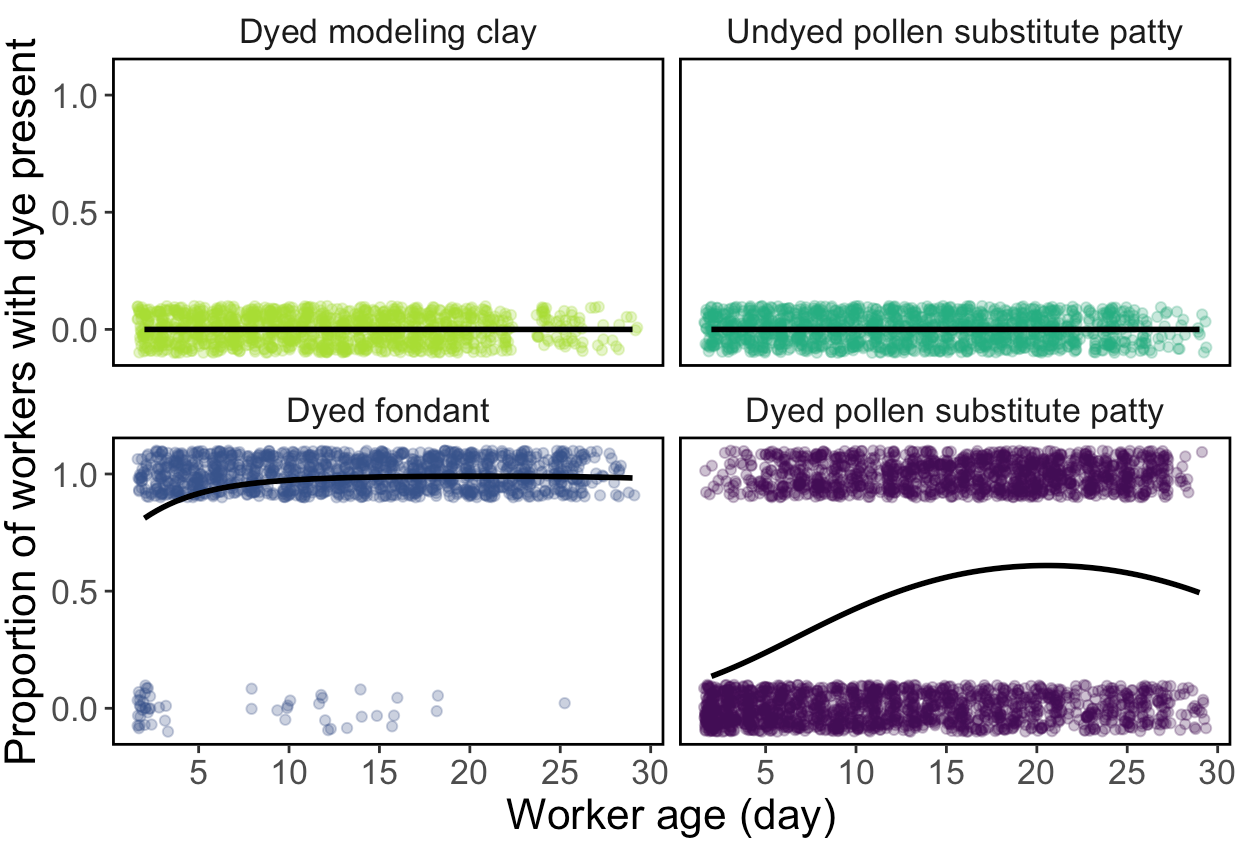 Proportion of workers with dye present
Dyed modeling clay
Undyed pollen substitute patty
1.0
0.5
0.0
Dyed fondant
Dyed pollen substitute patty
1.0
0.5
0.0
5 10 15 20 25 30
5 10 15 20 25 30
Worker age (day)